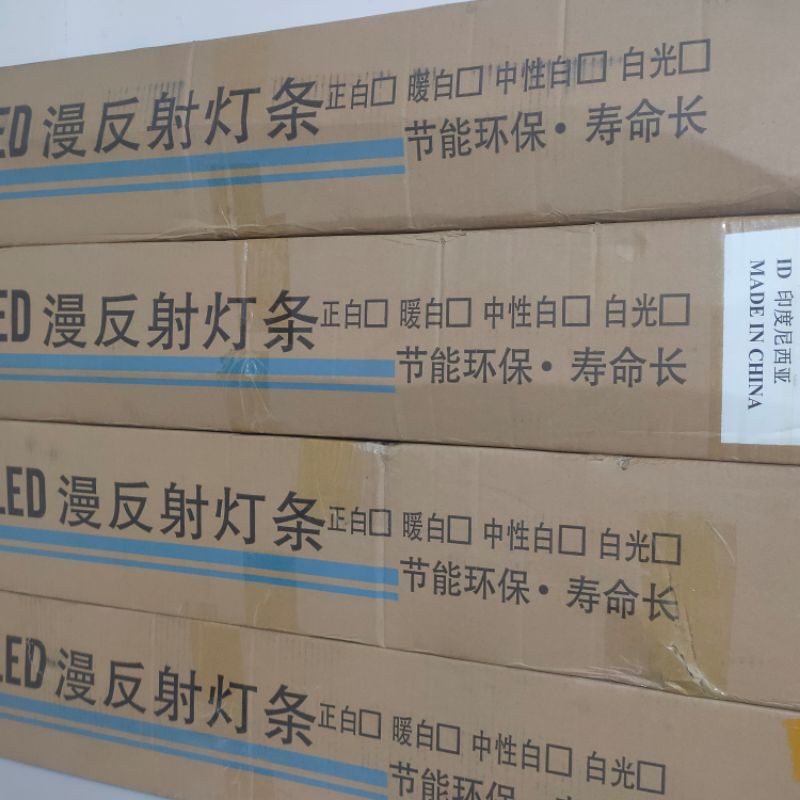 ED 漫反射灯条 正白□ 暖白□ 中性白□ 白光□
节能环保·寿命长
ED 漫反射灯条 正白□ 暖白□ 中性白□ 白光□
节能环保·寿命长
ID 印度尼西亚
MADE IN CHINA
LED 漫反射灯条 正白□ 暖白□ 中性白□ 白光□
节能环保·寿命长
LED 漫反射灯条 正白□ 暖白□ 中性白□ 白光□
节能环保